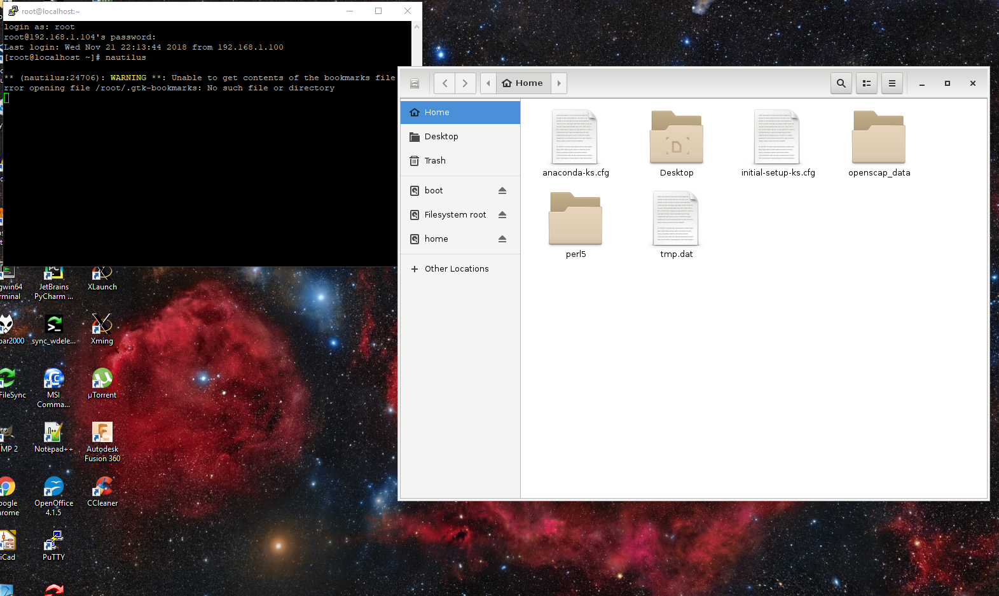 root@localhost:~
login as: root
root@192.168.1.104's password:
Last login: Wed Nov 21 22:13:44 2018 from 192.168.1.100
[root@localhost ~]# nautilus
** (nautilus:24706): WARNING **: Unable to get contents of the bookmarks file
rror opening file /root/.gtk-bookmarks: No such file or directory
Home
Home
Desktop
Trash
boot
Filesystem root
home
Other Locations
anaconda-ks.cfg
Desktop
initial-setup-ks.cfg
openscap_data
perl5
tmp.dat
gwin64
rminal
JetBrains
PyCharm ...
XLaunch
bar2000
sync_wdele...
Xming
FileSync
MSI
Comma...
µTorrent
MP 2
Notepad++
Autodesk
Fusion 360
oogle
hrome
OpenOffice
4.1.5
CCleaner
iCad
PuTTY